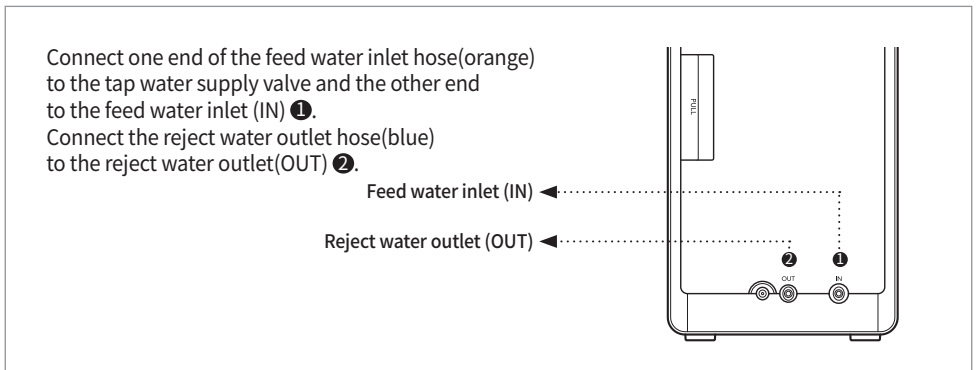 Connect one end of the feed water inlet hose(orange)
to the tap water supply valve and the other end
to the feed water inlet (IN) ❶.
Connect the reject water outlet hose(blue)
to the reject water outlet(OUT) ❷.
Feed water inlet (IN)
Reject water outlet (OUT)
PULL
❷ ❶
OUT IN